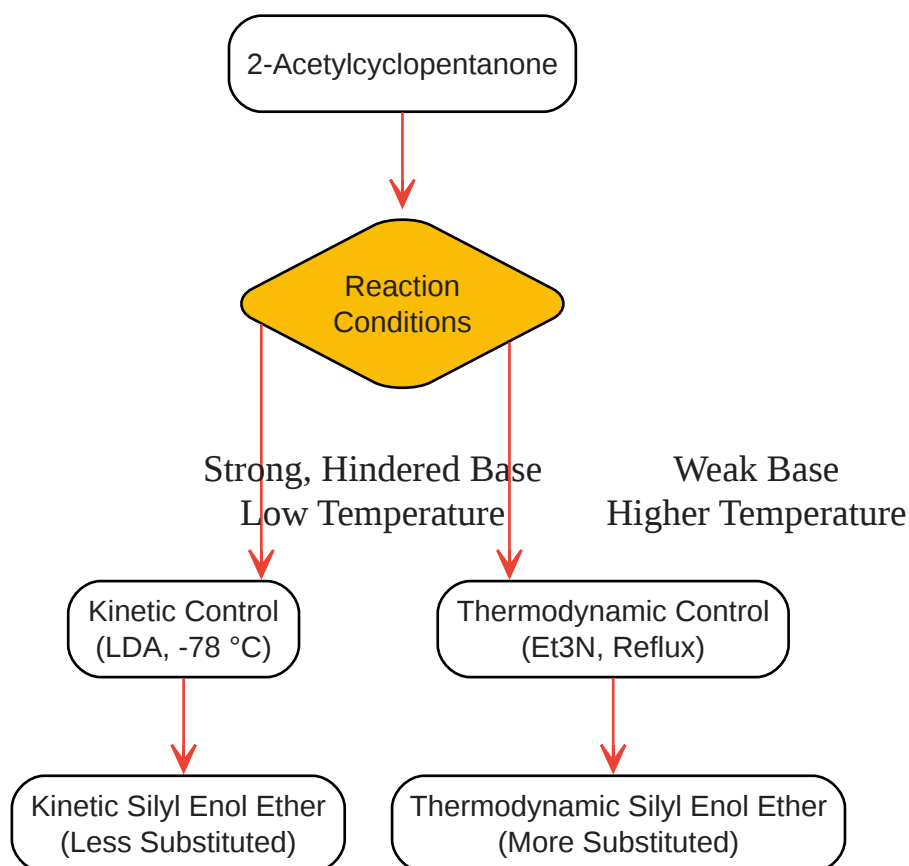 2-Acetylcyclopentanone
Reaction
Conditions
Strong, Hindered Base
Low Temperature
Weak Base
Higher Temperature
Kinetic Control
(LDA, -78 °C)
Thermodynamic Control
(Et3N, Reflux)
Kinetic Silyl Enol Ether
(Less Substituted)
Thermodynamic Silyl Enol Ether
(More Substituted)